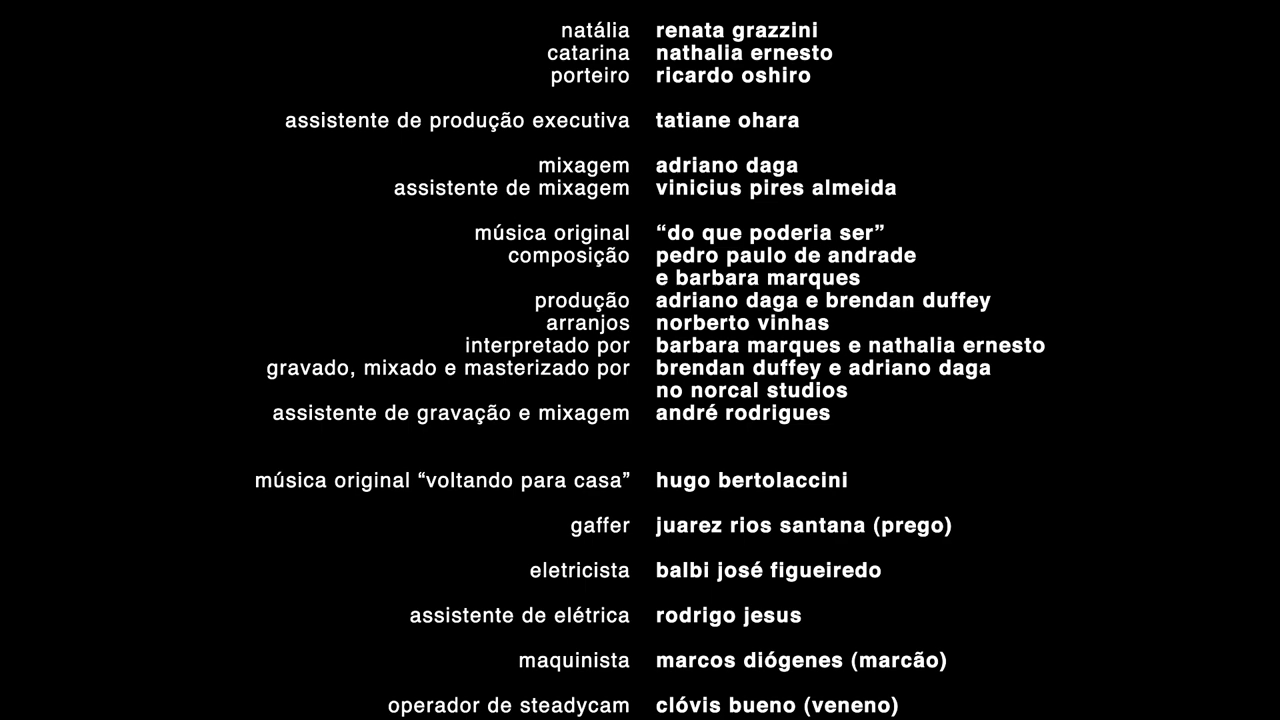 natália renata grazzini
catarina nathalia ernesto
porteiro ricardo oshiro
assistente de produção executiva tatiane ohara
mixagem adriano daga
assistente de mixagem vinicius pires almeida
música original “do que poderia ser”
composição pedro paulo de andrade
e barbara marques
produção adriano daga e brendan duffey
arranjos norberto vinhas
interpretado por barbara marques e nathalia ernesto
gravado, mixado e masterizado por brendan duffey e adriano daga
no norcal studios
assistente de gravação e mixagem andré rodrigues
música original “voltando para casa” hugo bertolaccini
gaffer juarez rios santana (prego)
eletricista balbi josé figueiredo
assistente de elétrica rodrigo jesus
maquinista marcos diógenes (marcão)
operador de steadycam clóvis bueno (veneno)